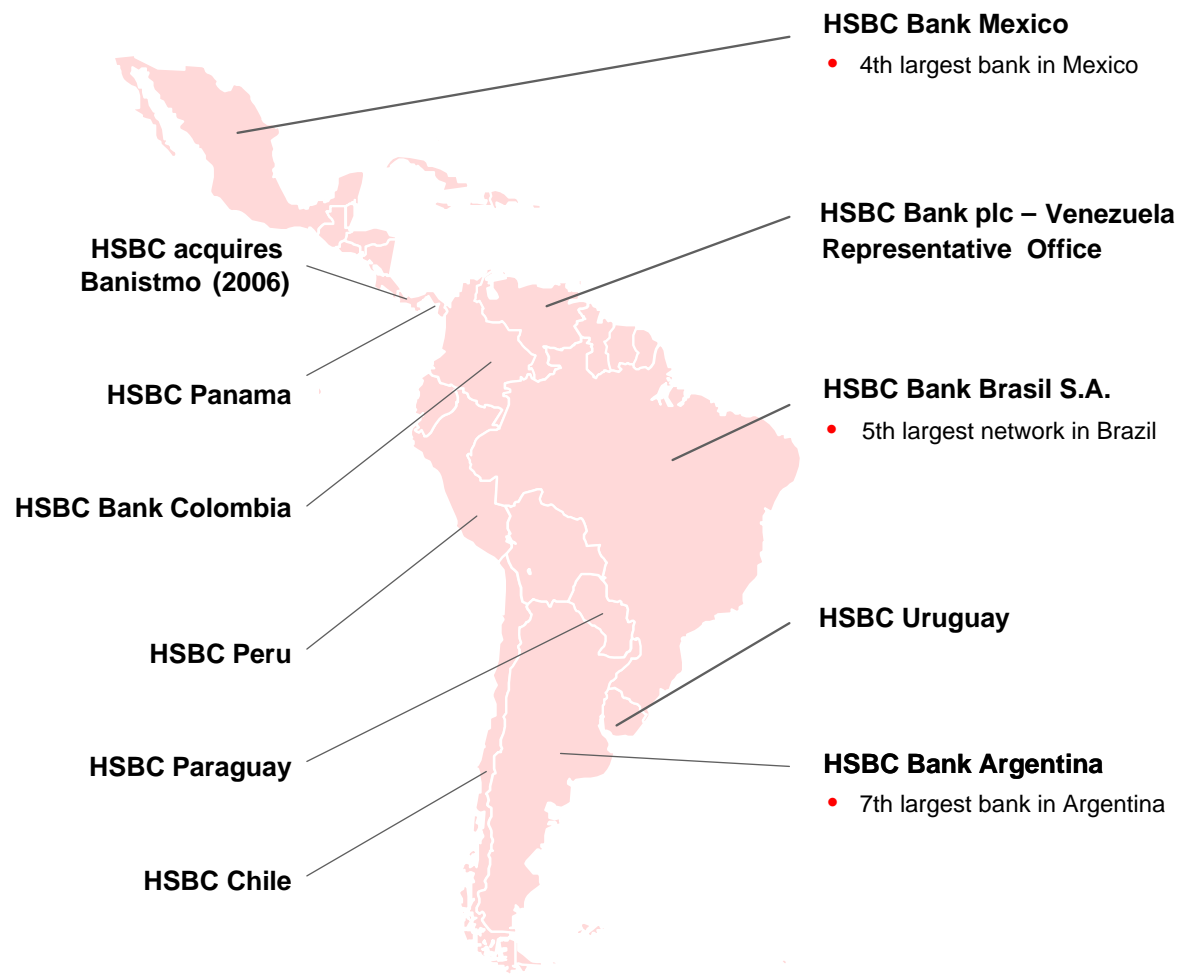 HSBC Bank Mexico
• 4th largest bank in Mexico
HSBC Bank plc – Venezuela
Representative Office
HSBC acquires
Banistmo (2006)
HSBC Panama
HSBC Bank Brasil S.A.
• 5th largest network in Brazil
HSBC Bank Colombia
HSBC Uruguay
HSBC Peru
HSBC Paraguay
HSBC Bank Argentina
• 7th largest bank in Argentina
HSBC Chile